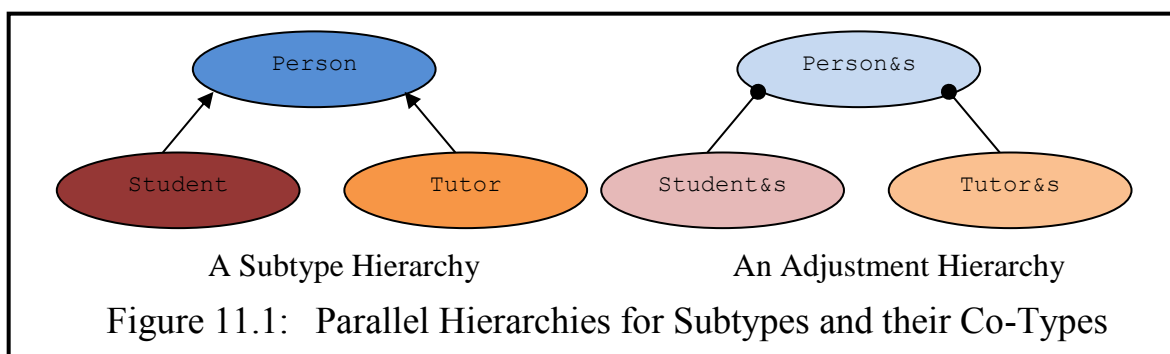 Person Person&s
Student Tutor Student&s Tutor&s
A Subtype Hierarchy An Adjustment Hierarchy
Figure 11.1: Parallel Hierarchies for Subtypes and their Co-Types